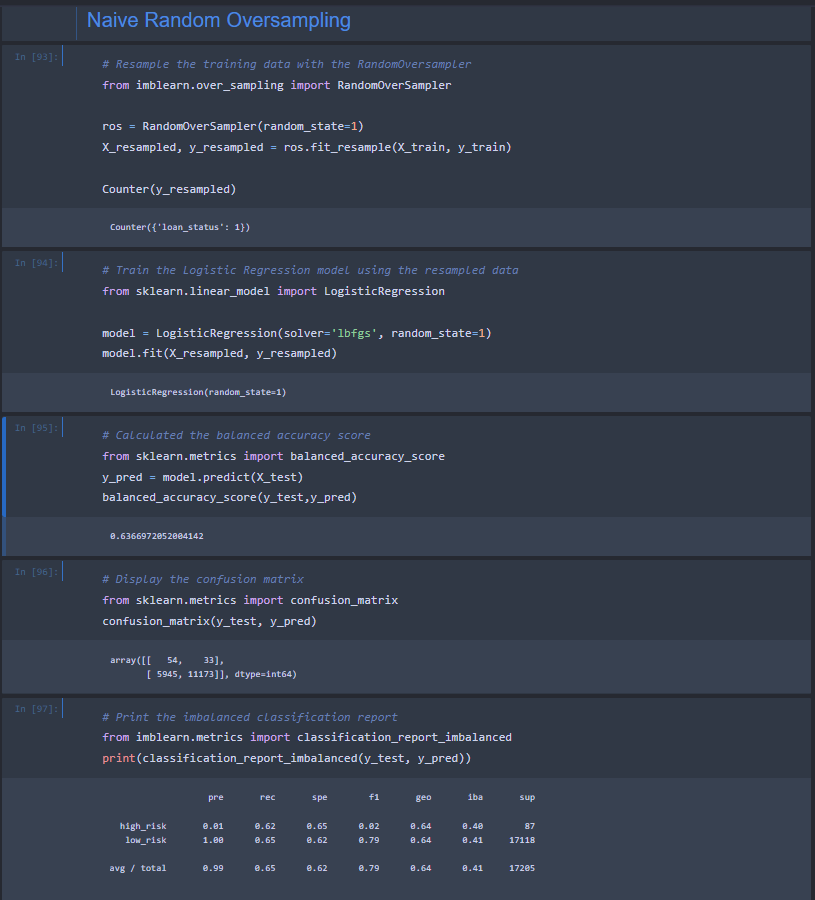 Naive Random Oversampling
In [93]:
# Resample the training data with the RandomOversampler
from imblearn.over_sampling import RandomOverSampler
ros = RandomOverSampler(random_state=1)
X_resampled, y_resampled = ros.fit_resample(X_train, y_train)
Counter(y_resampled)
Counter({'loan_status': 1})
In [94]:
# Train the Logistic Regression model using the resampled data
from sklearn.linear_model import LogisticRegression
model = LogisticRegression(solver='lbfgs', random_state=1)
model.fit(X_resampled, y_resampled)
LogisticRegression(random_state=1)
In [95]:
# Calculated the balanced accuracy score
from sklearn.metrics import balanced_accuracy_score
y_pred = model.predict(X_test)
balanced_accuracy_score(y_test,y_pred)
0.6366972052004142
In [96]:
# Display the confusion matrix
from sklearn.metrics import confusion_matrix
confusion_matrix(y_test, y_pred)
array([[   54,    33],
       [ 5945, 11173]], dtype=int64)
In [97]:
# Print the imbalanced classification report
from imblearn.metrics import classification_report_imbalanced
print(classification_report_imbalanced(y_test, y_pred))
pre rec spe f1 geo iba sup
high_risk 0.01 0.62 0.65 0.02 0.64 0.40 87
low_risk 1.00 0.65 0.62 0.79 0.64 0.41 17118
avg / total 0.99 0.65 0.62 0.79 0.64 0.41 17205